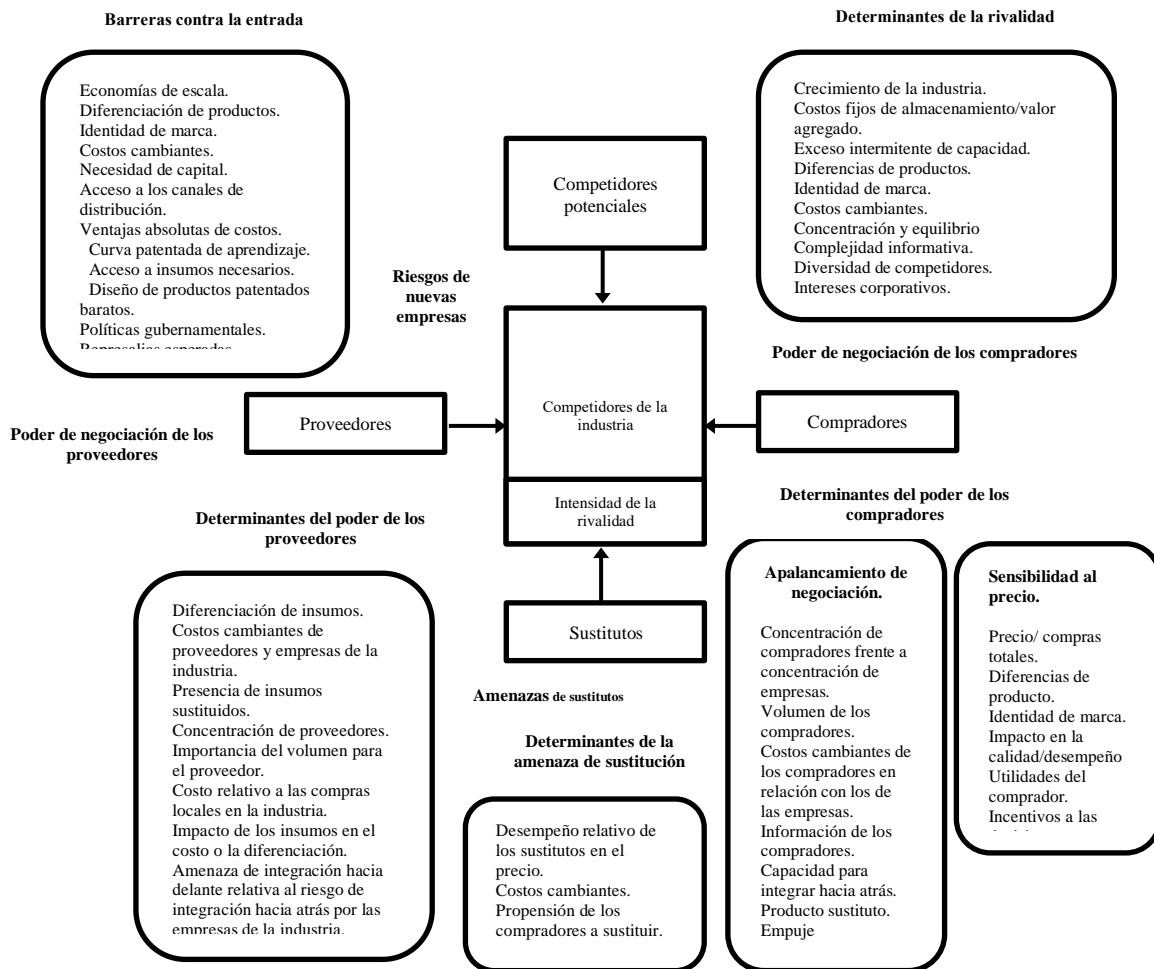 Barreras contra la entrada
Economías de escala.
Diferenciación de productos.
Identidad de marca.
Costos cambiantes.
Necesidad de capital.
Acceso a los canales de
distribución.
Ventajas absolutas de costos.
Curva patentada de aprendizaje.
Acceso a insumos necesarios.
Diseño de productos patentados
baratos.
Políticas gubernamentales.
Represalias esperadas
Determinantes de la rivalidad
Crecimiento de la industria.
Costos fijos de almacenamiento/valor
agregado.
Exceso intermitente de capacidad.
Diferencias de productos.
Identidad de marca.
Costos cambiantes.
Concentración y equilibrio
Complejidad informativa.
Diversidad de competidores.
Intereses corporativos.
Competidores
potenciales
Riesgos de
nuevas
empresas
Poder de negociación de los compradores
Proveedores
Competidores de la
industria
Compradores
Poder de negociación de los
proveedores
Intensidad de la
rivalidad
Determinantes del poder de los
proveedores
Diferenciación de insumos.
Costos cambiantes de
proveedores y empresas de la
industria.
Presencia de insumos
sustituidos.
Concentración de proveedores.
Importancia del volumen para
el proveedor.
Costo relativo a las compras
locales en la industria.
Impacto de los insumos en el
costo o la diferenciación.
Amenaza de integración hacia
delante relativa al riesgo de
integración hacia atrás por las
empresas de la industria.
Sustitutos
Amenazas de sustitutos
Determinantes de la
amenaza de sustitución
Desempeño relativo de
los sustitutos en el
precio.
Costos cambiantes.
Propensión de los
compradores a sustituir.
Determinantes del poder de los
compradores
Apalancamiento de
negociación.
Concentración de
compradores frente a
concentración de
empresas.
Volumen de los
compradores.
Costos cambiantes de
los compradores en
relación con los de
las empresas.
Información de los
compradores.
Capacidad para
integrar hacia atrás.
Producto sustituto.
Empuje
Sensibilidad al
precio.
Precio/ compras
totales.
Diferencias de
producto.
Identidad de marca.
Impacto en la
calidad/desempeño
Utilidades del
comprador.
Incentivos a las